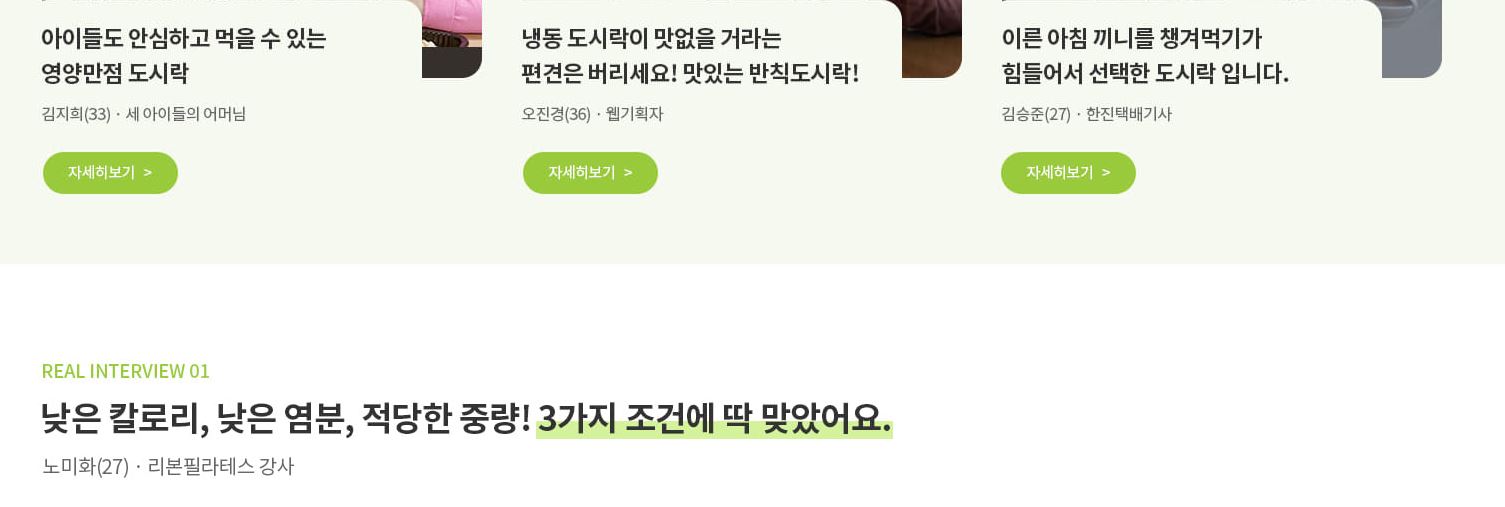 아이들도 안심하고 먹을 수 있는
영양만점 도시락
김지희(33) · 세 아이들의 어머님
자세히보기 >
냉동 도시락이 맛없을 거라는
편견은 버리세요! 맛있는 반칙도시락!
오진경(36) · 웹기획자
자세히보기 >
이른 아침 끼니를 챙겨먹기가
힘들어서 선택한 도시락 입니다.
김승준(27) · 한진택배기사
자세히보기 >
REAL INTERVIEW 01
낮은 칼로리, 낮은 염분, 적당한 중량! 3가지 조건에 딱 맞았어요.
노미화(27) · 리본필라테스 강사